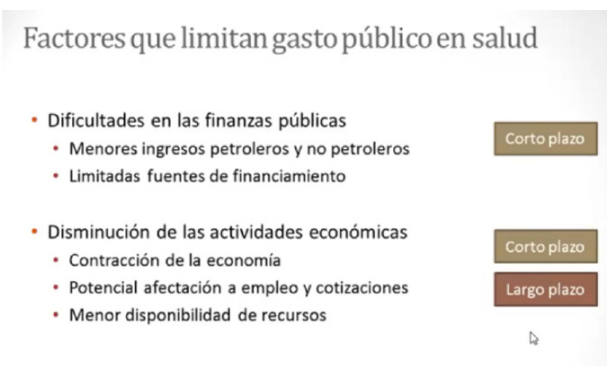 Factores que limitan gasto público en salud
• Dificultades en las finanzas públicas
Corto plazo
• Menores ingresos petroleros y no petroleros
• Limitadas fuentes de financiamiento
• Disminución de las actividades económicas
Corto plazo
• Contracción de la economía
• Potencial afectación a empleo y cotizaciones
Largo plazo
• Menor disponibilidad de recursos